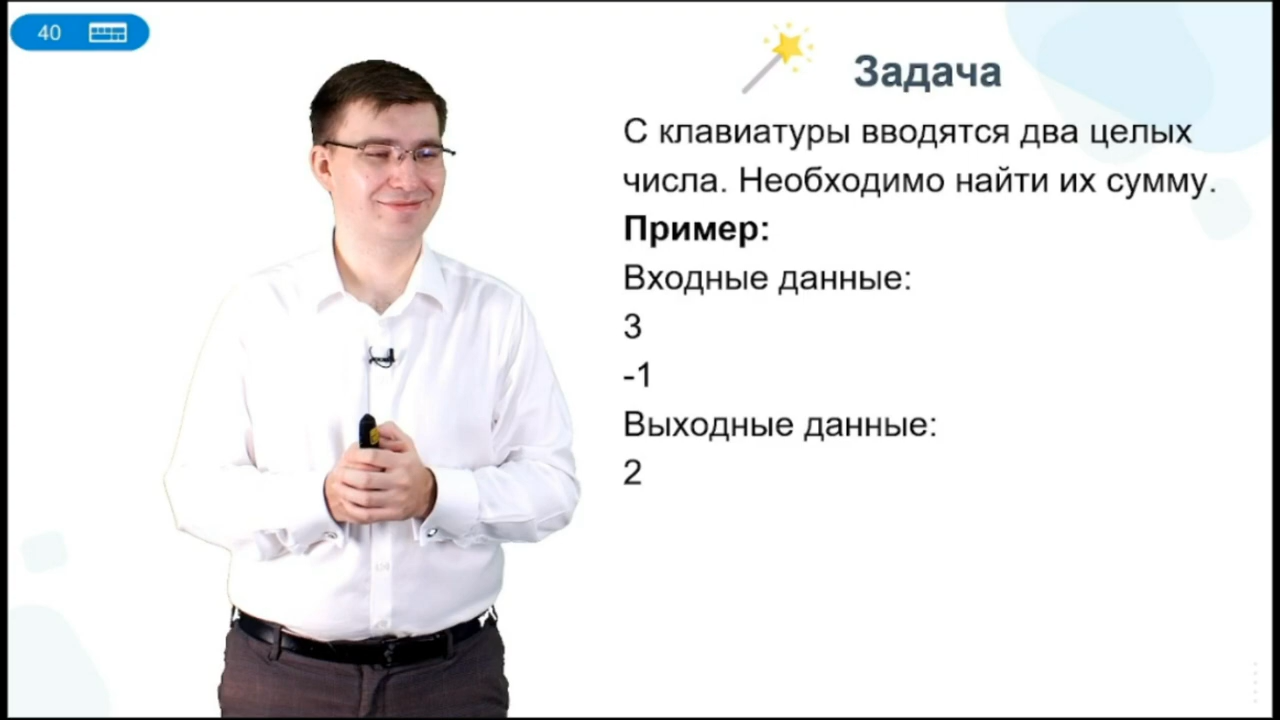 40
Задача
С клавиатуры вводятся два целых
числа. Необходимо найти их сумму.
Пример:
Входные данные:
3
-1
Выходные данные:
2